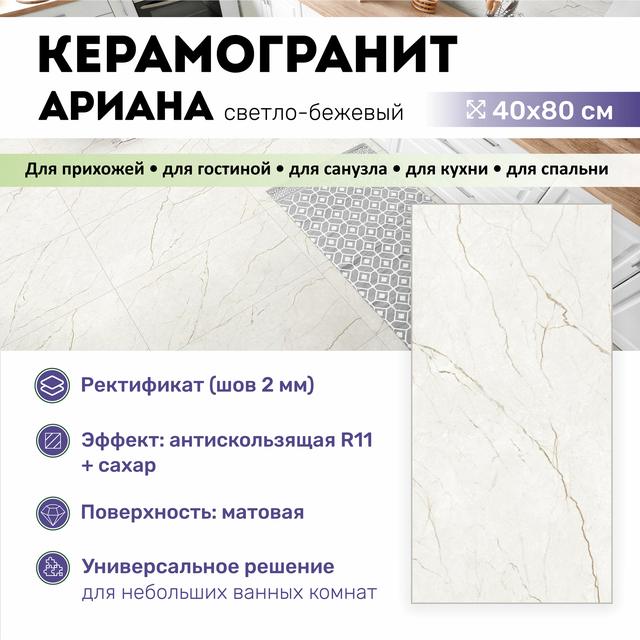 КЕРАМОГРАНИТ
АРИАНА светло-бежевый
40x80 см
Для прихожей • для гостиной • для санузла • для кухни • для спальни
Ректификат (шов 2 мм)
Эффект: антискользящая R11
+ сахар
Поверхность: матовая
Универсальное решение
для небольших ванных комнат